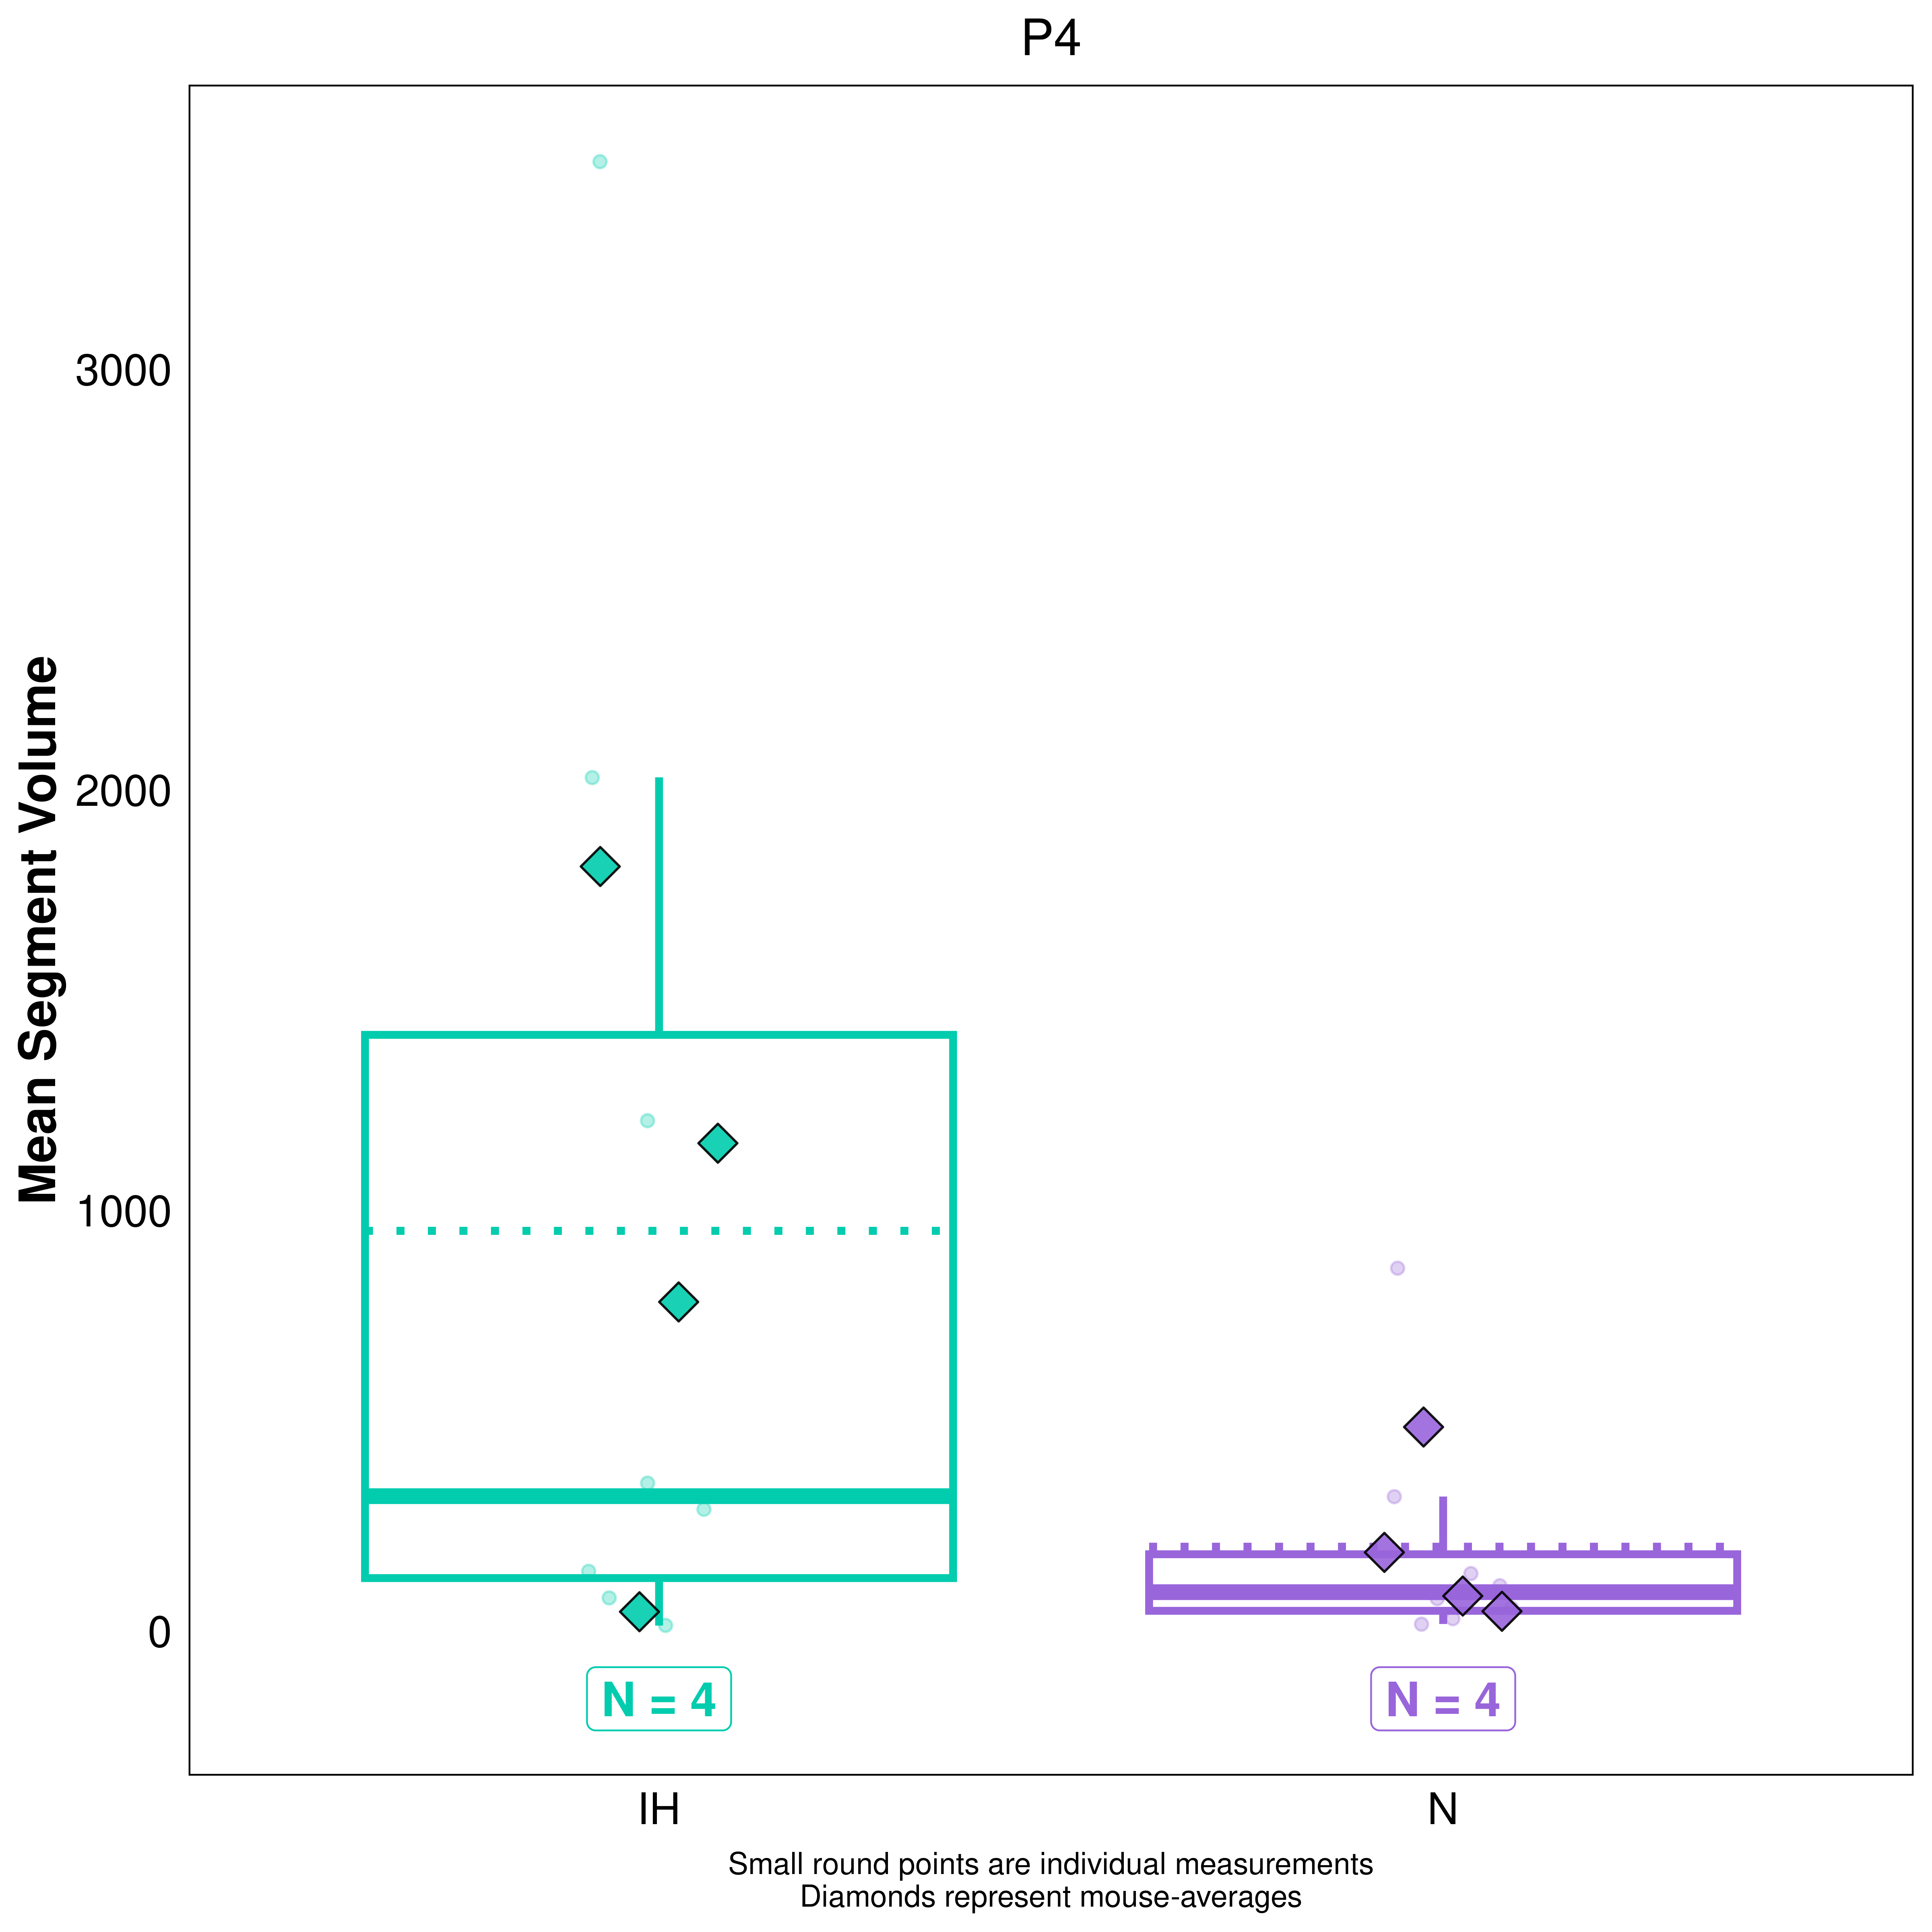 P4
Mean Segment Volume
3000
2000
1000
0
N = 4
N = 4
IH
N
Small round points are individual measurements
Diamonds represent mouse-averages